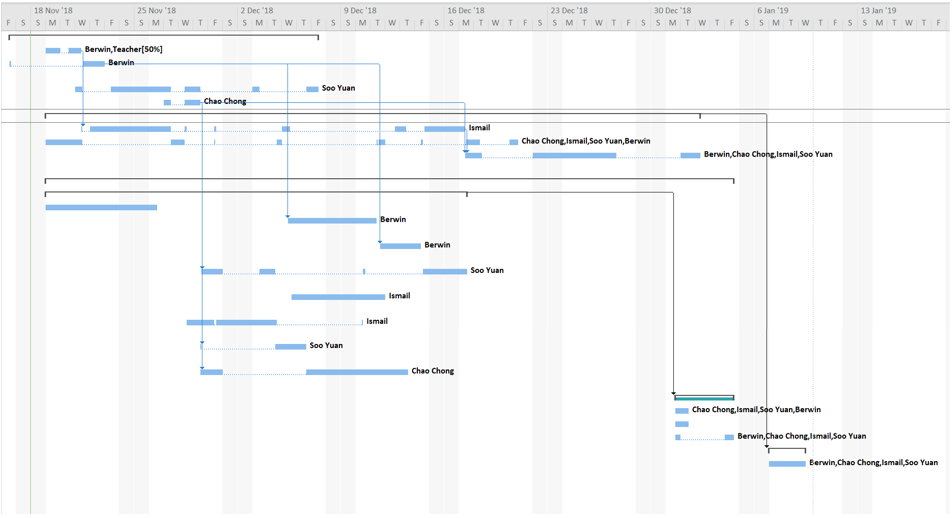 18 Nov '18 25 Nov '18 2 Dec '18 9 Dec '18 16 Dec '18 23 Dec '18 30 Dec '18 6 Jan '19 13 Jan '19
F S S M T W T F S S M T W T F S S M T W T F S S M T W T F S S M T W T F S S M T W T F S S M T W T F S S M T W T F S S M T W T F
Berwin,Teacher[50%]
Berwin
Soo Yuan
Chao Chong
Ismail
Chao Chong,Ismail,Soo Yuan,Berwin
Berwin,Chao Chong,Ismail,Soo Yuan
Berwin
Berwin
Soo Yuan
Ismail
Ismail
Soo Yuan
Chao Chong
Chao Chong,Ismail,Soo Yuan,Berwin
Berwin,Chao Chong,Ismail,Soo Yuan
Berwin,Chao Chong,Ismail,Soo Yuan